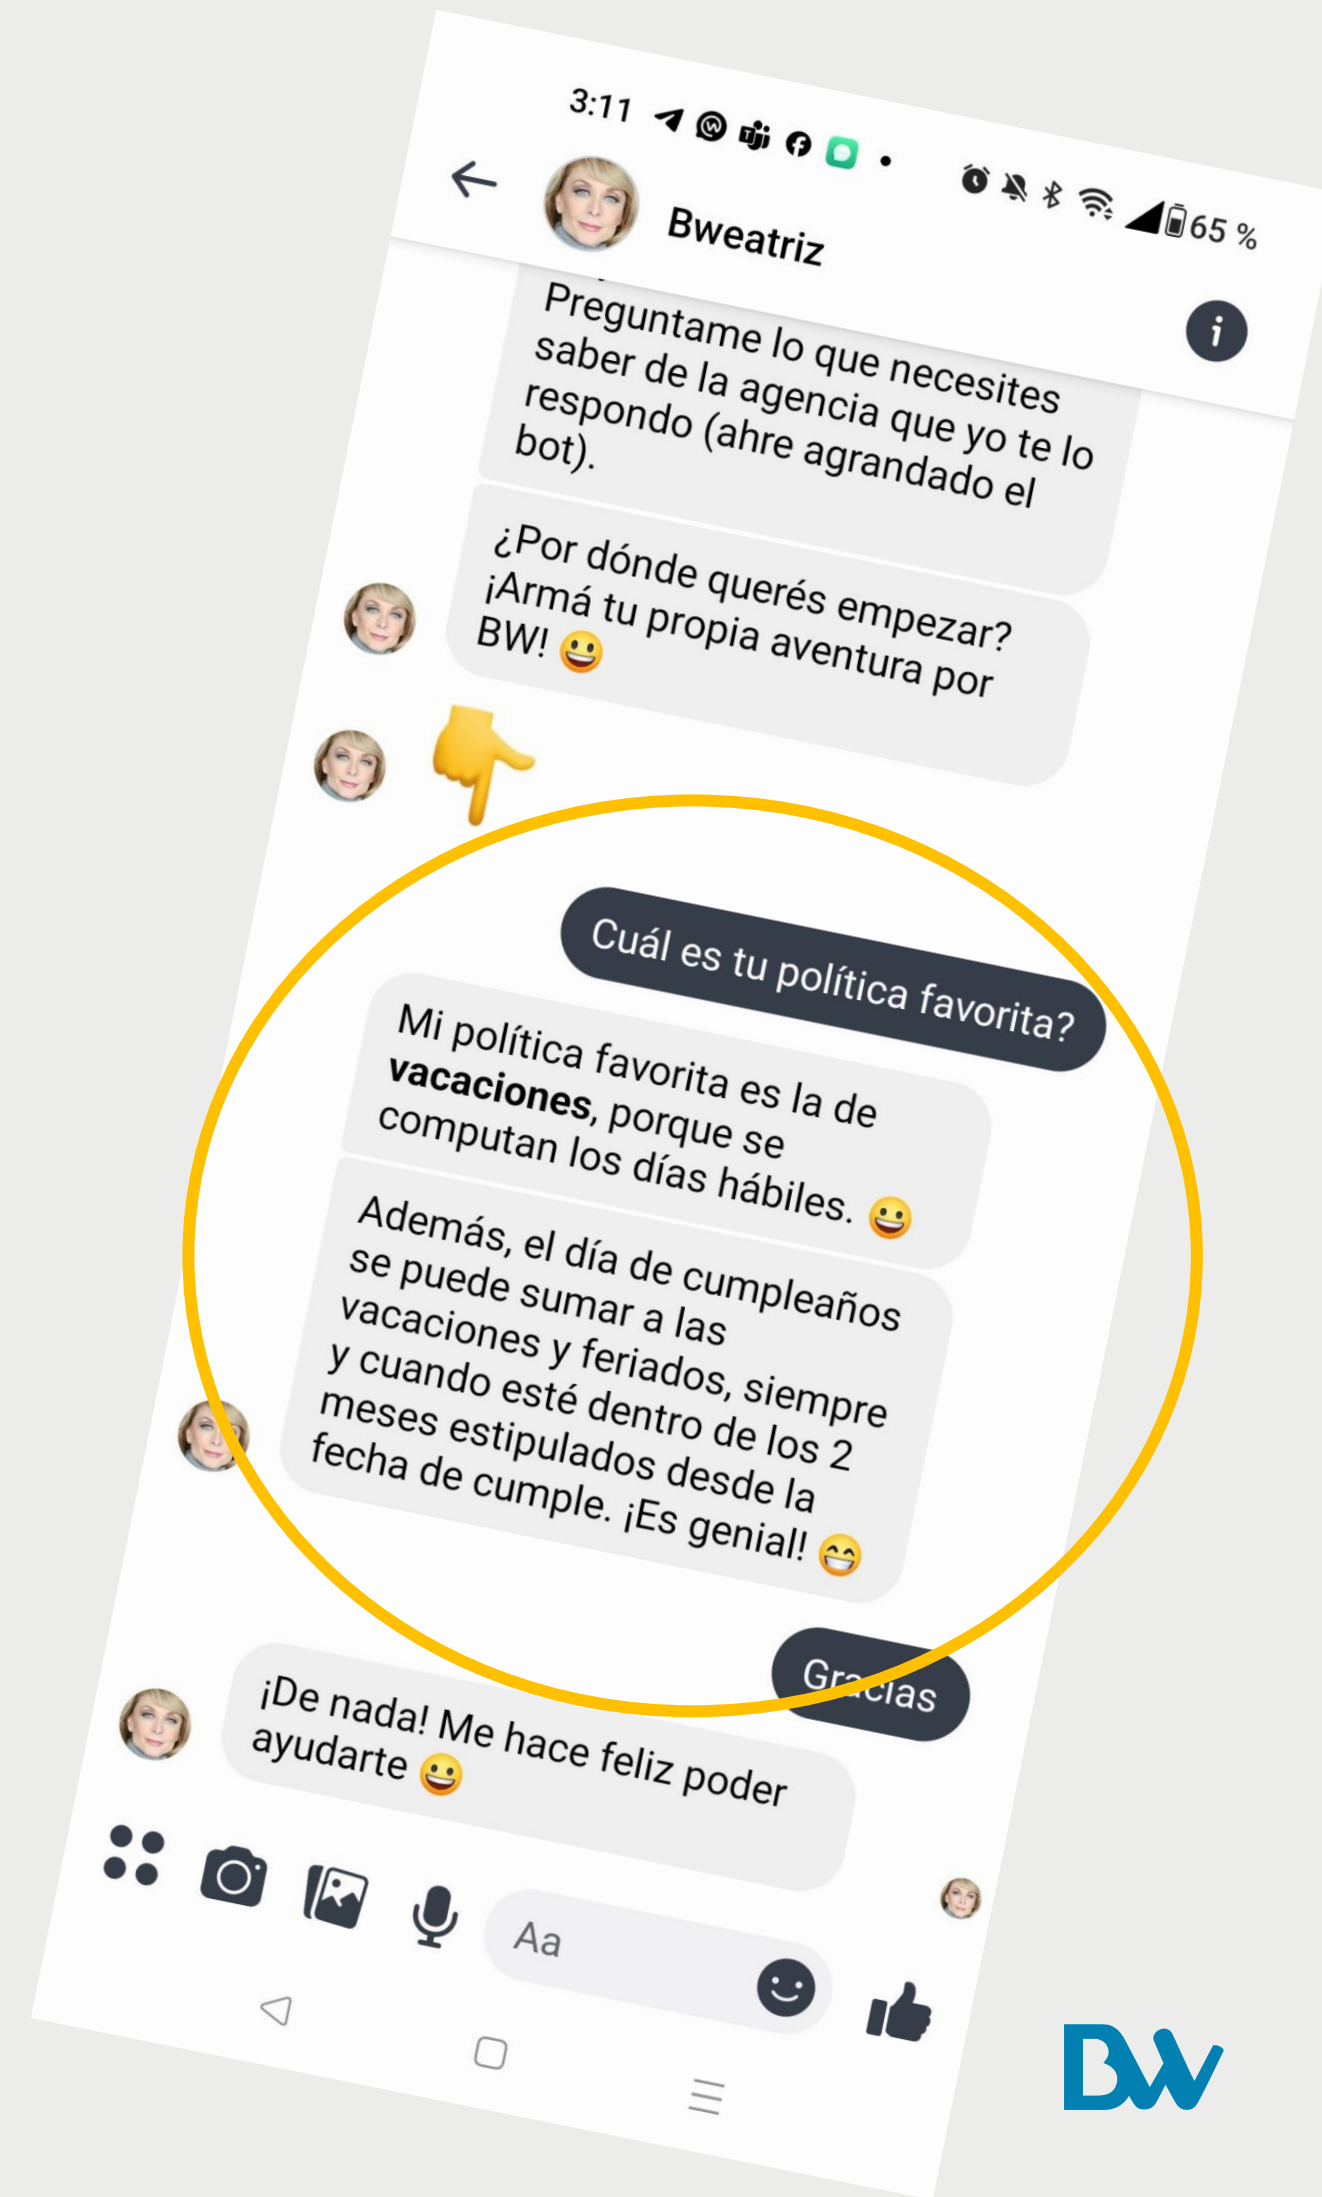 3:11
65 %
Bweatriz
Preguntame lo que necesites
saber de la agencia que yo te lo
respondo (ahre agrandado el
bot).
¿Por dónde querés empezar?
¡Armá tu propia aventura por
BW! 😃
Cuál es tu política favorita?
Mi política favorita es la de
vacaciones, porque se
computan los días hábiles. 😀
Además, el día de cumpleaños
se puede sumar a las
vacaciones y feriados, siempre
y cuando esté dentro de los 2
meses estipulados desde la
fecha de cumple. ¡Es genial! 😁
Gracias
¡De nada! Me hace feliz poder
ayudarte 😀
Aa
BW